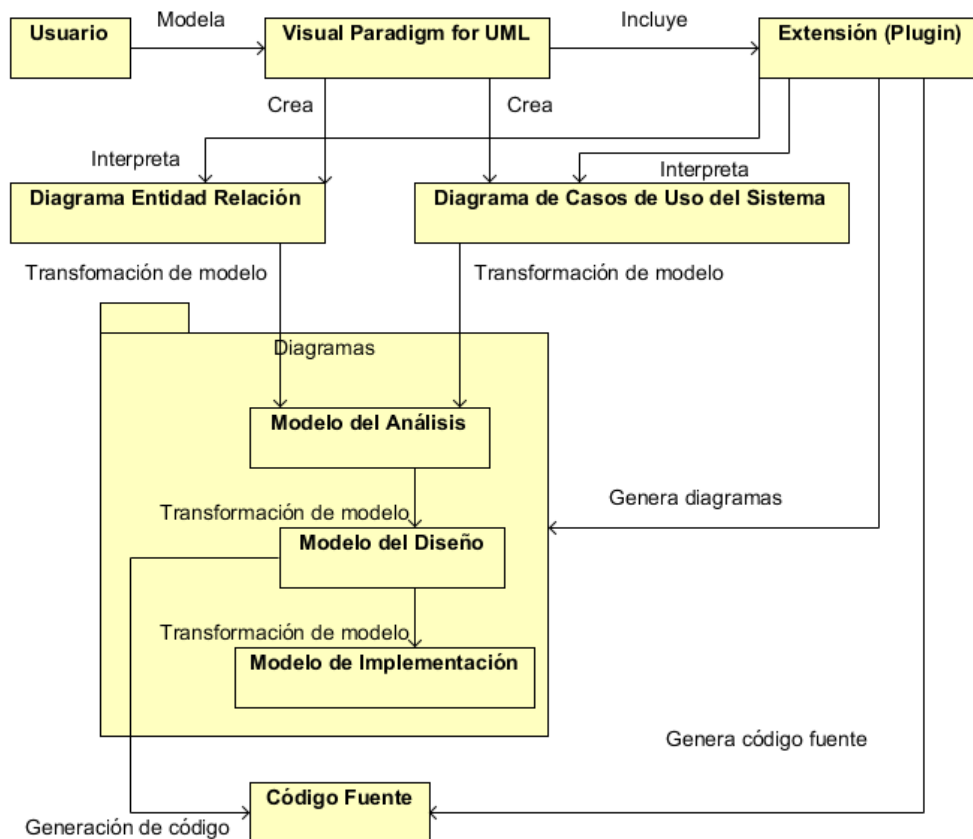 Modela
Incluye
Usuario
Visual Paradigm for UML
Extensión (Plugin)
Crea
Crea
Interpreta
Interpreta
Diagrama Entidad Relación
Diagrama de Casos de Uso del Sistema
Transfomación de modelo
Transformación de modelo
Diagramas
Modelo del Análisis
Genera diagramas
Transformación de modelo
Modelo del Diseño
Transformación de modelo
Modelo de Implementación
Genera código fuente
Código Fuente
Generación de código